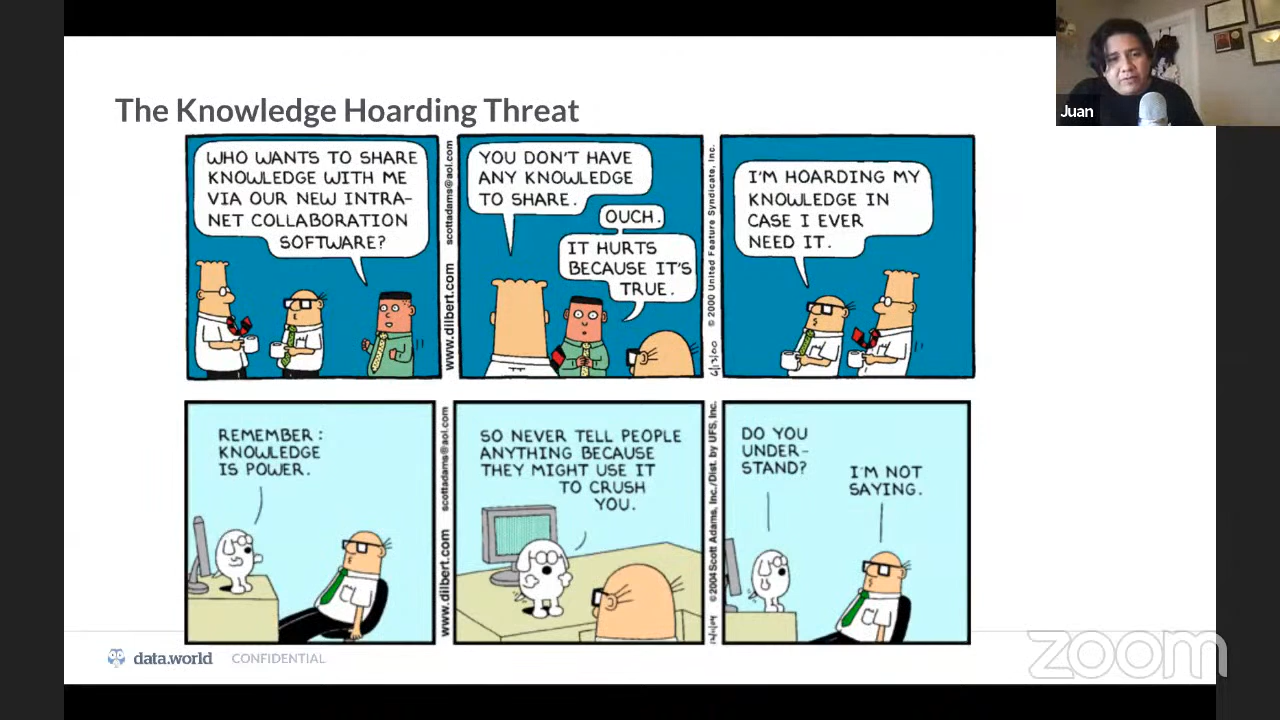 Juan
The Knowledge Hoarding Threat
WHO WANTS TO SHARE
KNOWLEDGE WITH ME
VIA OUR NEW INTRA-
NET COLLABORATION
SOFTWARE?
www.dilbert.com
scottadams@aol.com
YOU DON'T HAVE
ANY KNOWLEDGE
TO SHARE.
OUCH.
IT HURTS
BECAUSE IT'S
TRUE.
6/13/00 © 2000 United Feature Syndicate, Inc.
I'M HOARDING MY
KNOWLEDGE IN
CASE I EVER
NEED IT.
REMEMBER:
KNOWLEDGE
IS POWER.
www.dilbert.com
scottadams@aol.com
SO NEVER TELL PEOPLE
ANYTHING BECAUSE
THEY MIGHT USE IT
TO CRUSH
YOU.
© 2004 Scott Adams, Inc./Dist. by UFS, Inc.
DO YOU
UNDER-
STAND?
I'M NOT
SAYING.
data.world CONFIDENTIAL
zoom